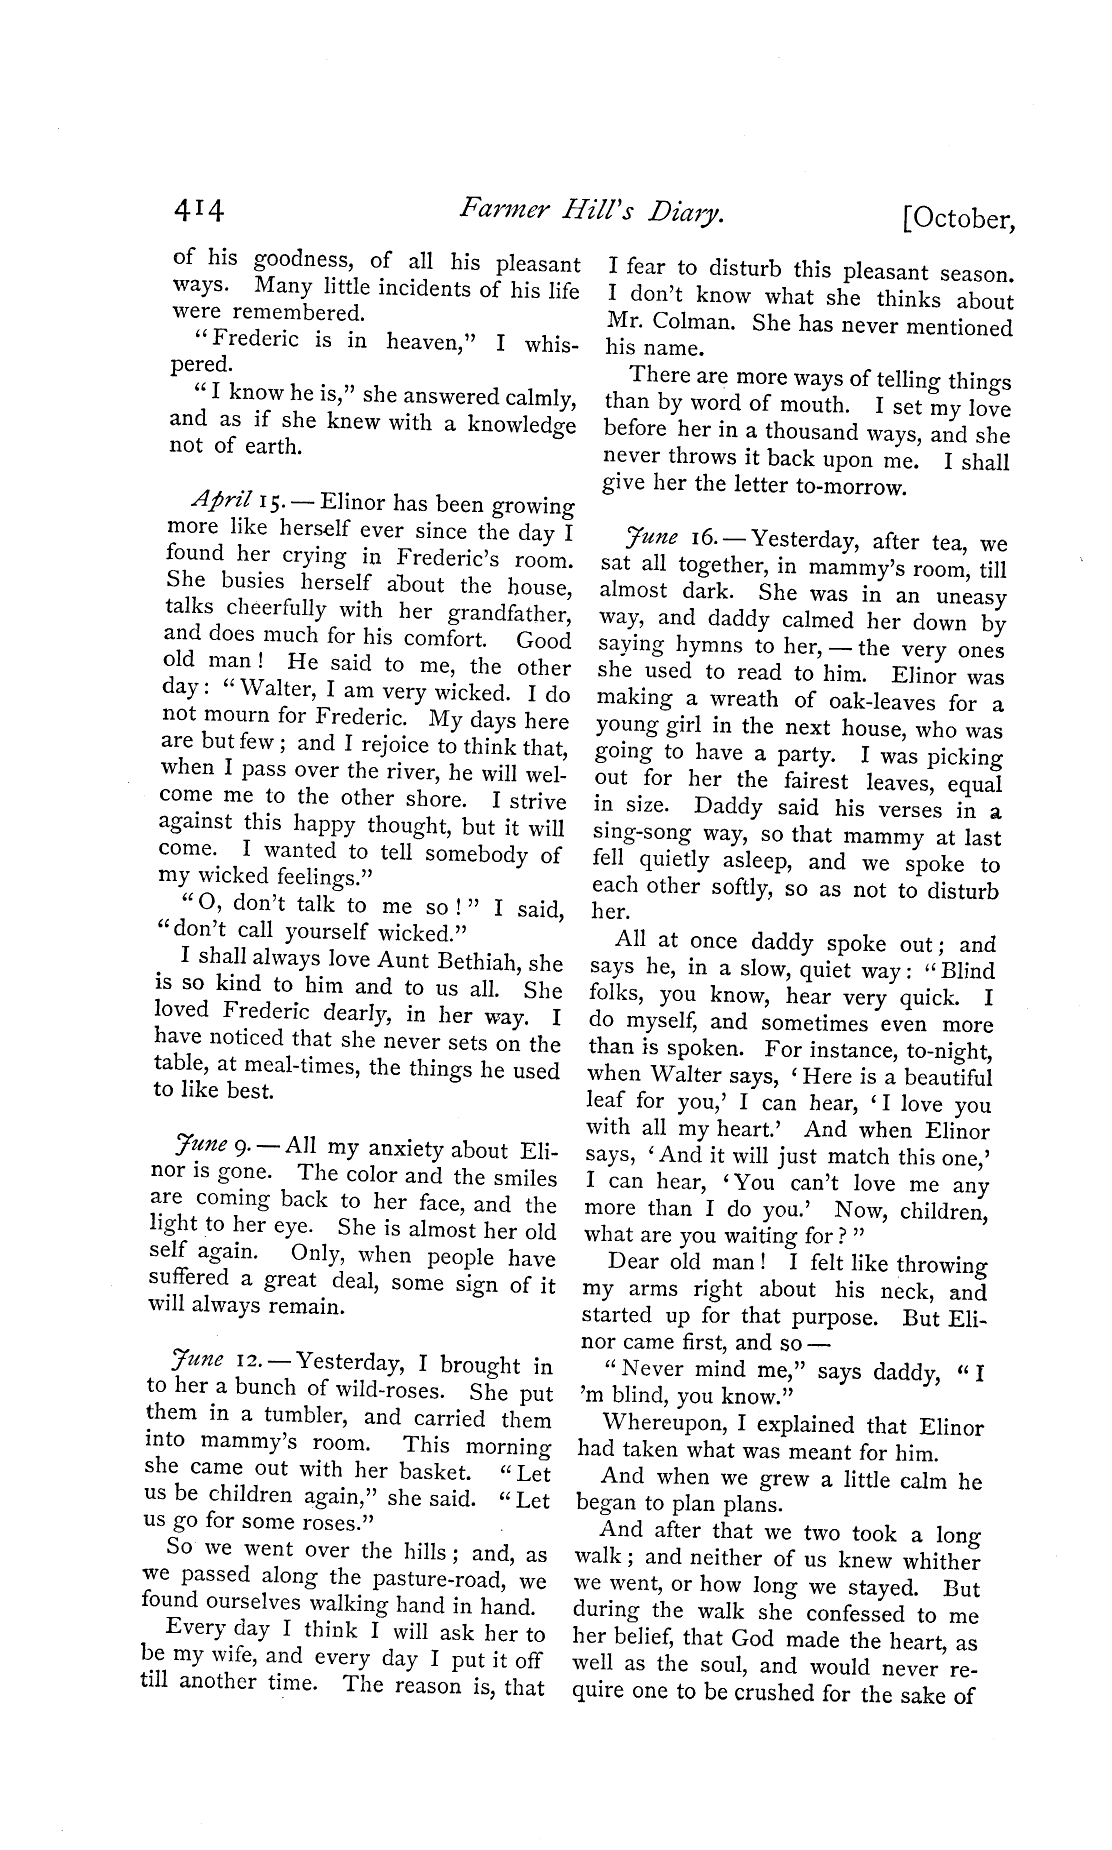 414 Farmer Hill's Diary. [October,
of his goodness, of all his pleasant
ways. Many little incidents of his life
were remembered.
"Frederic is in heaven," I whis-
pered.
"I know he is," she answered calmly,
and as if she knew with a knowledge
not of earth.
April 15. — Elinor has been growing
more like herself ever since the day I
found her crying in Frederic's room.
She busies herself about the house,
talks cheerfully with her grandfather,
and does much for his comfort. Good
old man! He said to me, the other
day: "Walter, I am very wicked. I do
not mourn for Frederic. My days here
are but few; and I rejoice to think that,
when I pass over the river, he will wel-
come me to the other shore. I strive
against this happy thought, but it will
come. I wanted to tell somebody of
my wicked feelings."
"O, don't talk to me so!" I said,
"don't call yourself wicked."
I shall always love Aunt Bethiah, she
is so kind to him and to us all. She
loved Frederic dearly, in her way. I
have noticed that she never sets on the
table, at meal-times, the things he used
to like best.
June 9. — All my anxiety about Eli-
nor is gone. The color and the smiles
are coming back to her face, and the
light to her eye. She is almost her old
self again. Only, when people have
suffered a great deal, some sign of it
will always remain.
June 12. — Yesterday, I brought in
to her a bunch of wild-roses. She put
them in a tumbler, and carried them
into mammy's room. This morning
she came out with her basket. "Let
us be children again," she said. "Let
us go for some roses."
So we went over the hills; and, as
we passed along the pasture-road, we
found ourselves walking hand in hand.
Every day I think I will ask her to
be my wife, and every day I put it off
till another time. The reason is, that
I fear to disturb this pleasant season.
I don't know what she thinks about
Mr. Colman. She has never mentioned
his name.
There are more ways of telling things
than by word of mouth. I set my love
before her in a thousand ways, and she
never throws it back upon me. I shall
give her the letter to-morrow.
June 16. — Yesterday, after tea, we
sat all together, in mammy's room, till
almost dark. She was in an uneasy
way, and daddy calmed her down by
saying hymns to her, — the very ones
she used to read to him. Elinor was
making a wreath of oak-leaves for a
young girl in the next house, who was
going to have a party. I was picking
out for her the fairest leaves, equal
in size. Daddy said his verses in a
sing-song way, so that mammy at last
fell quietly asleep, and we spoke to
each other softly, so as not to disturb
her.
All at once daddy spoke out; and
says he, in a slow, quiet way: "Blind
folks, you know, hear very quick. I
do myself, and sometimes even more
than is spoken. For instance, to-night,
when Walter says, 'Here is a beautiful
leaf for you,' I can hear, 'I love you
with all my heart.' And when Elinor
says, 'And it will just match this one,'
I can hear, 'You can't love me any
more than I do you.' Now, children,
what are you waiting for?"
Dear old man! I felt like throwing
my arms right about his neck, and
started up for that purpose. But Eli-
nor came first, and so —
"Never mind me," says daddy, "I
'm blind, you know."
Whereupon, I explained that Elinor
had taken what was meant for him.
And when we grew a little calm he
began to plan plans.
And after that we two took a long
walk; and neither of us knew whither
we went, or how long we stayed. But
during the walk she confessed to me
her belief, that God made the heart, as
well as the soul, and would never re-
quire one to be crushed for the sake of